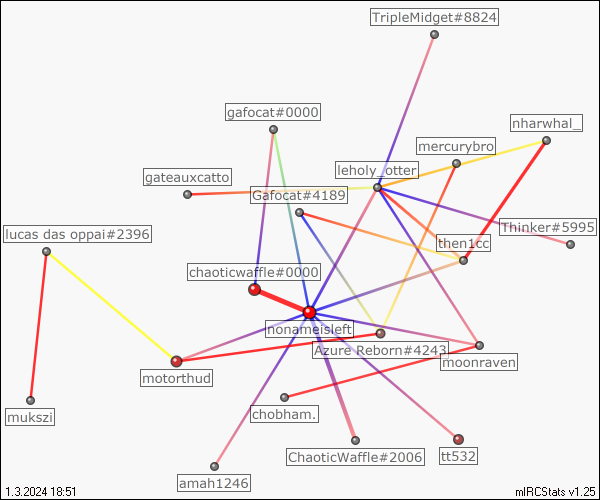 TripleMidget#8824
gafocat#0000
nharwhal_
mercurybro
leholy_otter
gateauxcatto
Gafocat#4189
Thinker#5995
lucas das oppai#2396
then1cc
chaoticwaffle#0000
nonameisleft
Azure Reborn#4243
moonraven
motorthud
chobham.
mukszi
ChaoticWaffle#2006
tt532
amah1246
1.3.2024 18:51
mIRCStats v1.25